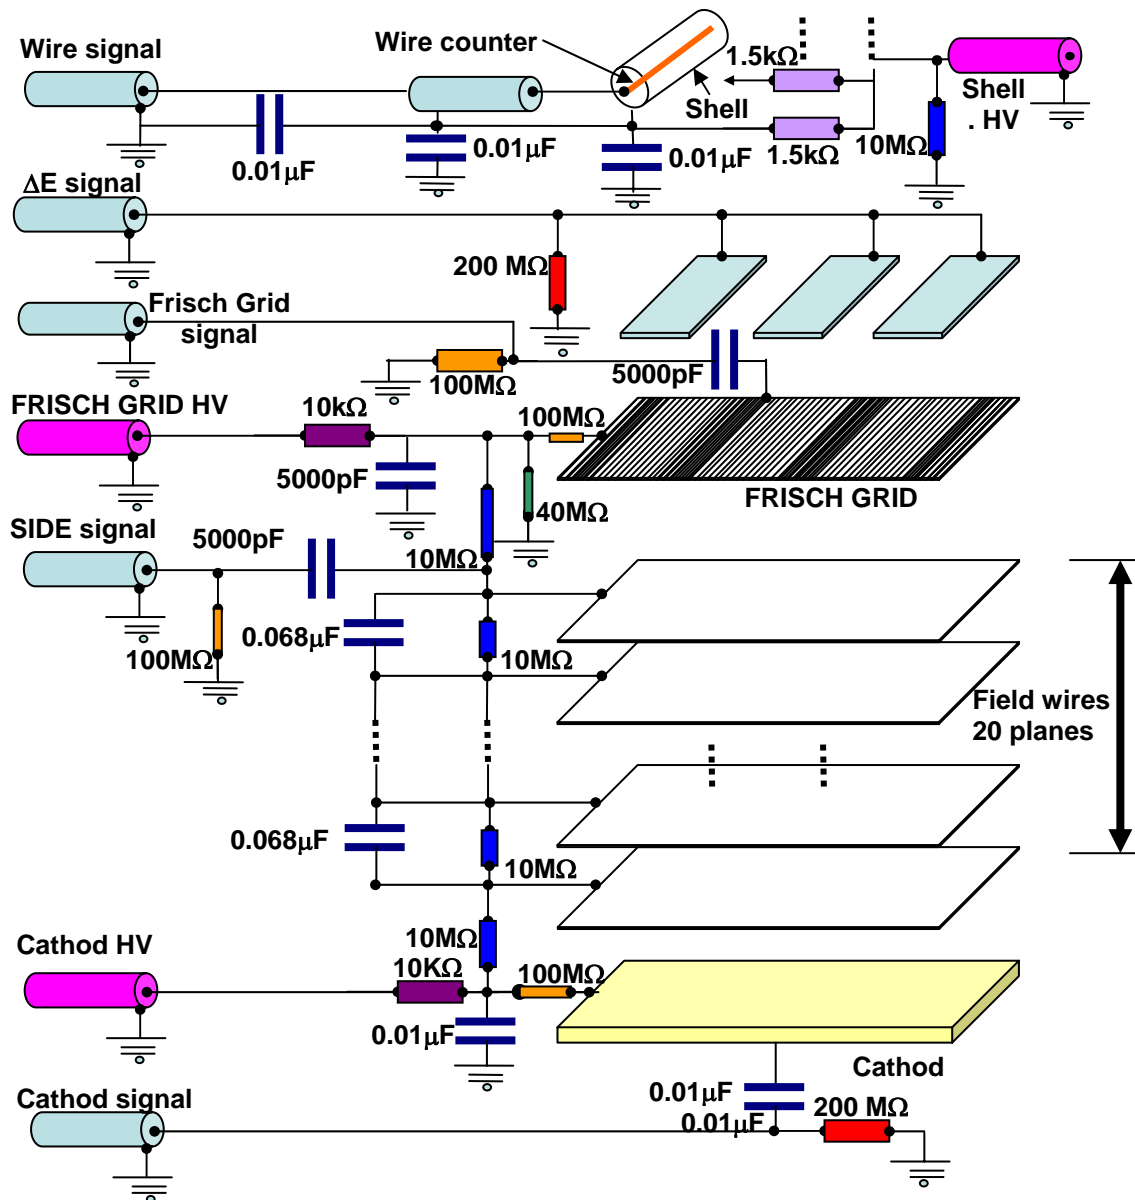 Wire signal
Wire counter
1.5kΩ
Shell
Shell
. HV
0.01μF
0.01μF
0.01μF
1.5kΩ
10MΩ
ΔE signal
200 MΩ
Frisch Grid
signal
100MΩ
5000pF
FRISCH GRID HV
10kΩ
100MΩ
5000pF
40MΩ
FRISCH GRID
SIDE signal
5000pF
10MΩ
0.068μF
10MΩ
100MΩ
Field wires
20 planes
0.068μF
10MΩ
Cathod HV
10MΩ
10KΩ
100MΩ
0.01μF
Cathod
Cathod signal
0.01μF
0.01μF
200 MΩ